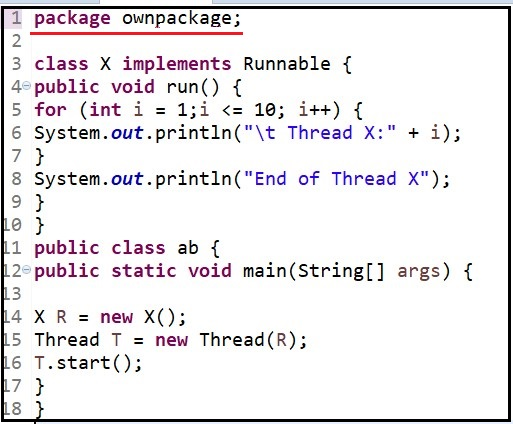 1 package ownpackage;
2
3 class X implements Runnable {
4 public void run() {
5 for (int i = 1;i <= 10; i++) {
6 System.out.println("\t Thread X:" + i);
7 }
8 System.out.println("End of Thread X");
9 }
10 }
11 public class ab {
12 public static void main(String[] args) {
13
14 X R = new X();
15 Thread T = new Thread(R);
16 T.start();
17 }
18 }